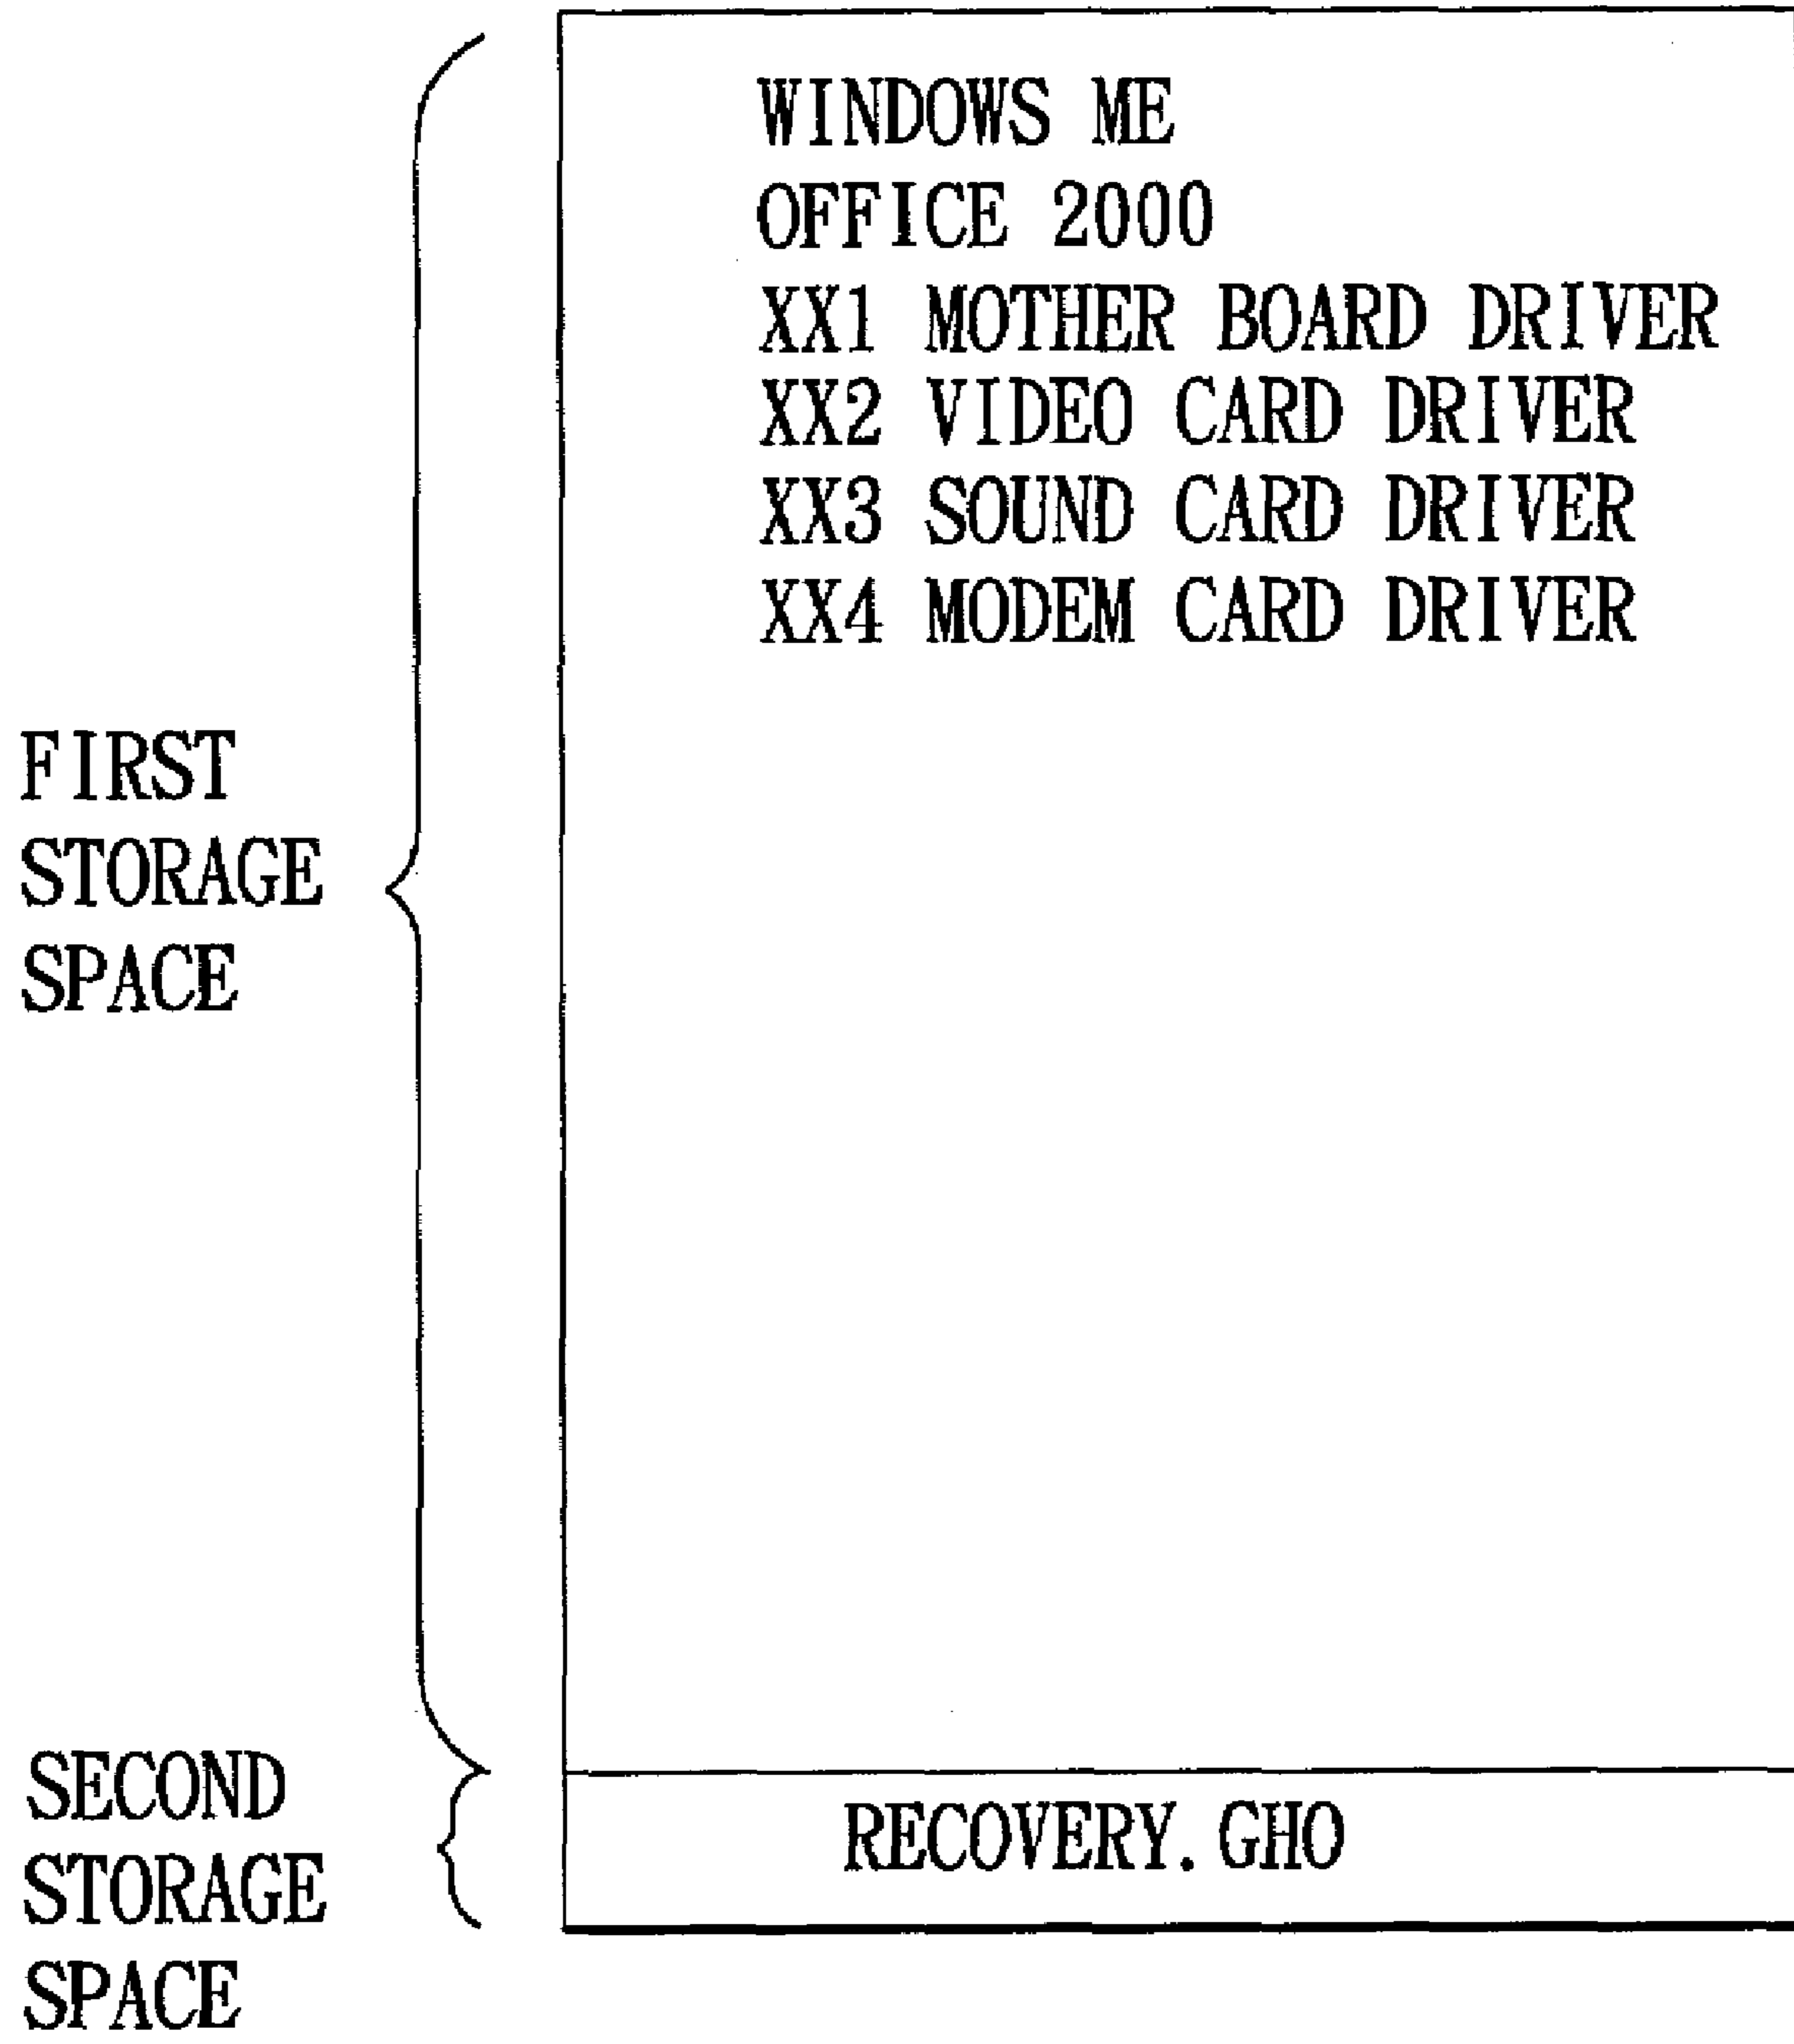 WINDOWS ME
OFFICE 2000
XX1 MOTHER BOARD DRIVER
XX2 VIDEO CARD DRIVER
XX3 SOUND CARD DRIVER
XX4 MODEM CARD DRIVER
FIRST
STORAGE
SPACE
SECOND
STORAGE
SPACE
RECOVERY.GHO